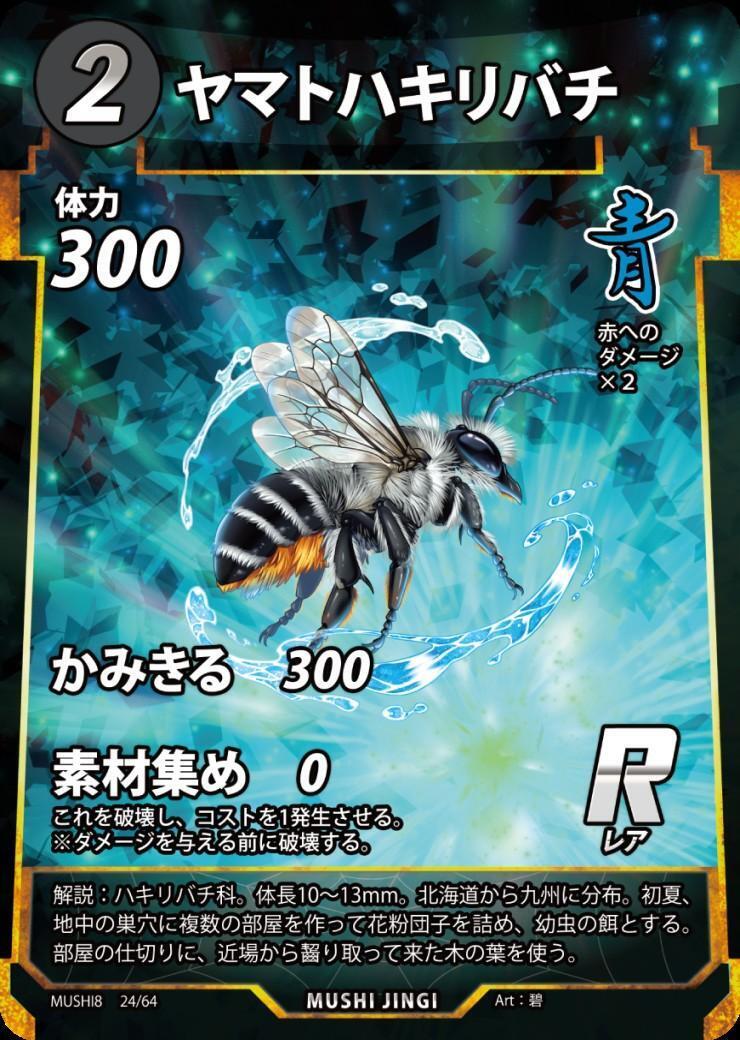 2
ヤマトハキリバチ
体力
300
青
赤への
ダメージ
×2
かみきる 300
素材集め 0
これを破壊し、コストを1発生させる。
※ダメージを与える前に破壊する。
R
レア
解説：ハキリバチ科。体長10～13mm。北海道から九州に分布。初夏、
地中の巣穴に複数の部屋を作って花粉団子を詰め、幼虫の餌とする。
部屋の仕切りに、近場から齧り取って来た木の葉を使う。
MUSHI8 24/64
MUSHI JINGI
Art：碧